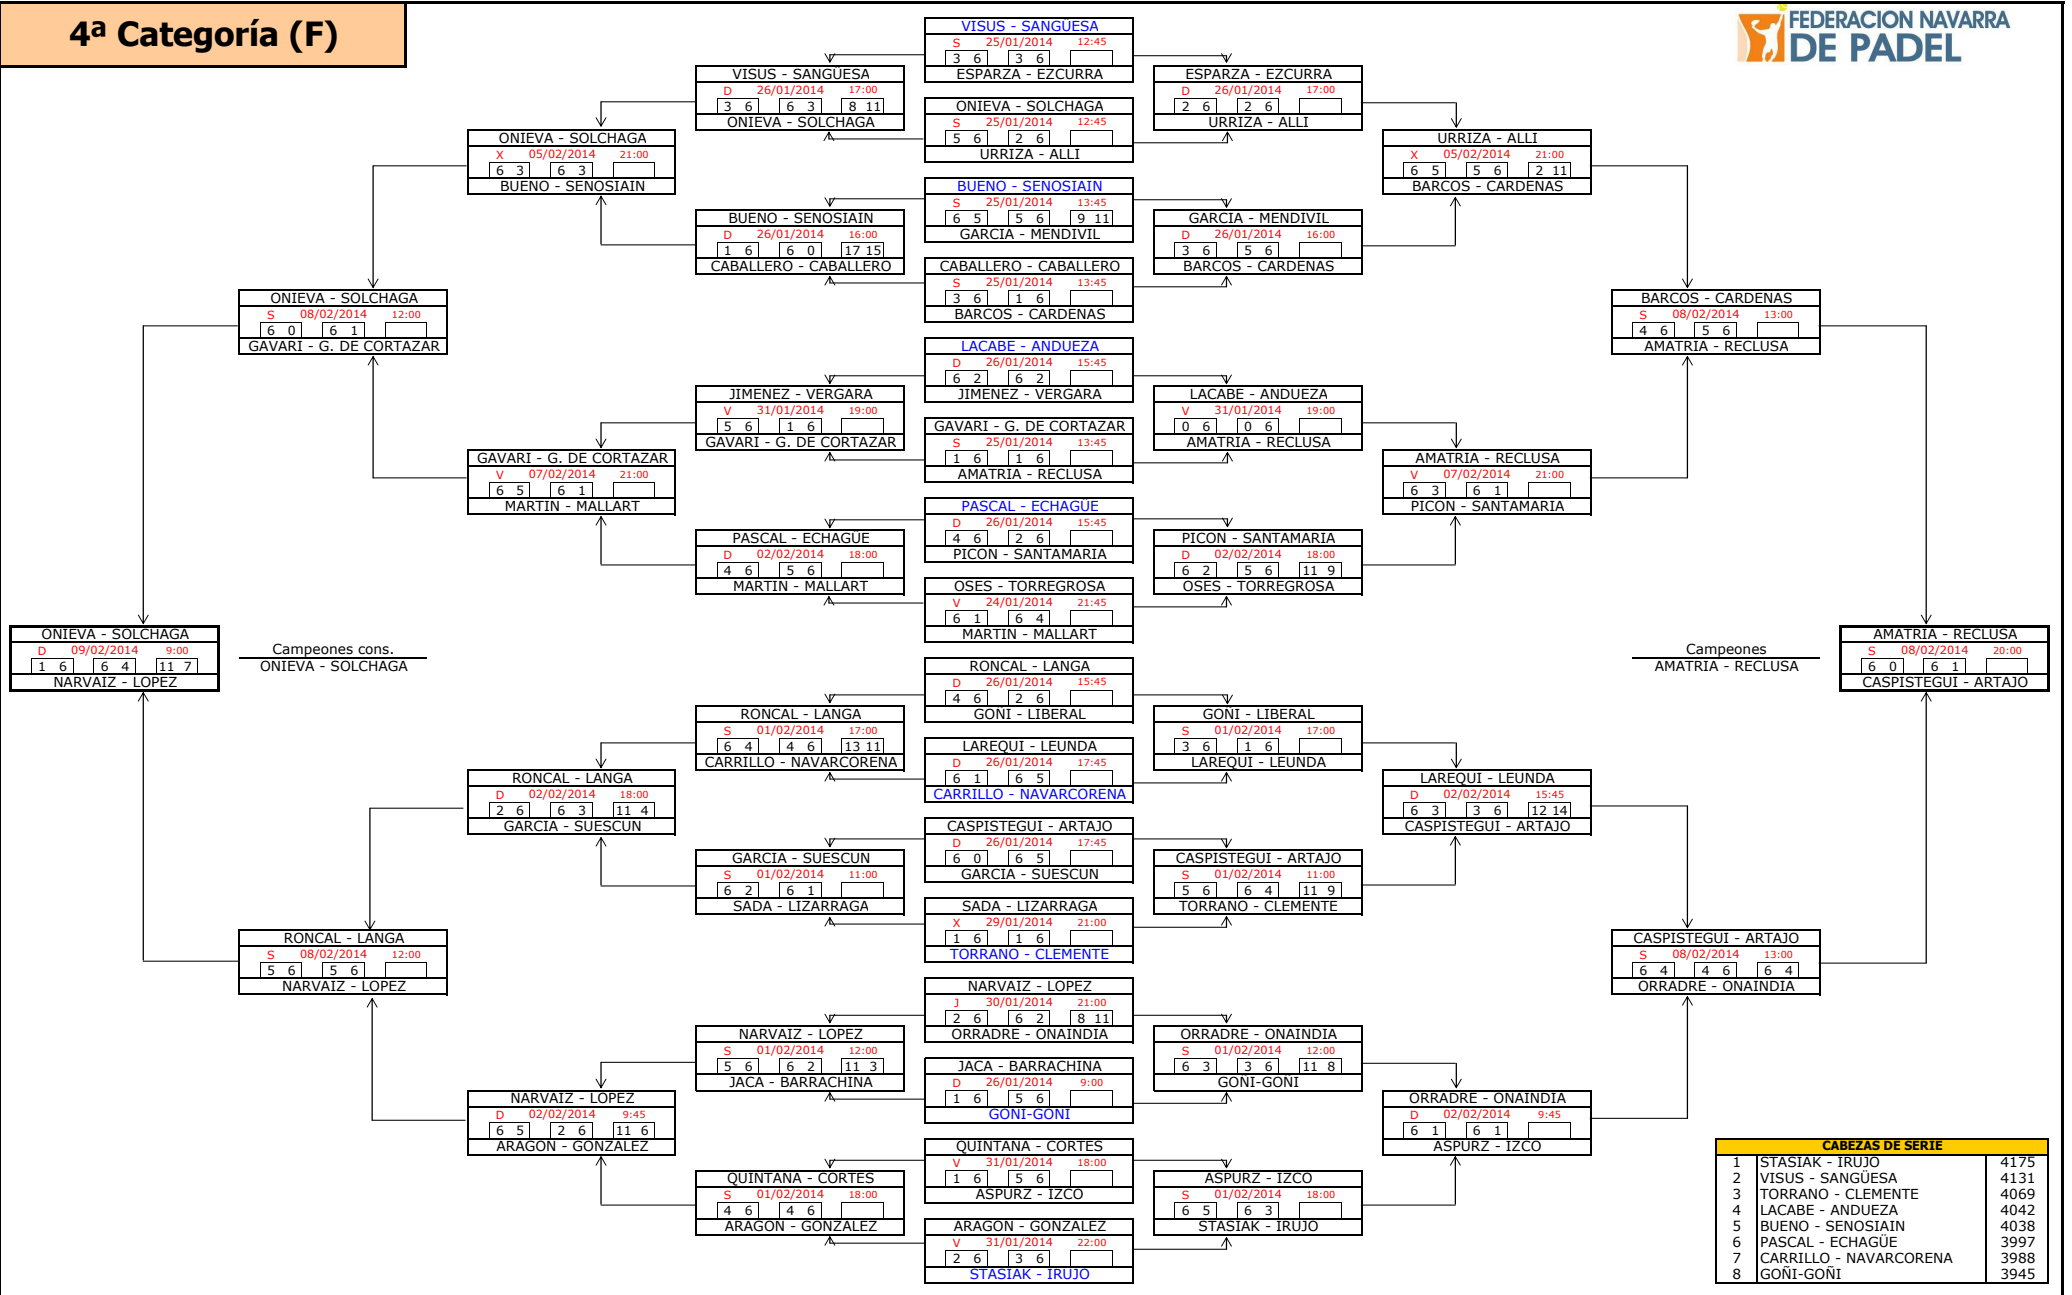 4ª Categoría (F)
FEDERACION NAVARRA
DE PADEL
ONIEVA - SOLCHAGA
D 09/02/2014 9:00
1 6 6 4 11 7
NARVAIZ - LOPEZ
Campeones cons.
ONIEVA - SOLCHAGA
ONIEVA - SOLCHAGA
S 08/02/2014 12:00
6 0 6 1
GAVARI - G. DE CORTAZAR
RONCAL - LANGA
S 08/02/2014 12:00
5 6 5 6
NARVAIZ - LOPEZ
ONIEVA - SOLCHAGA
X 05/02/2014 21:00
6 3 6 3
BUENO - SENOSIAIN
GAVARI - G. DE CORTAZAR
V 07/02/2014 21:00
6 5 6 1
MARTIN - MALLART
RONCAL - LANGA
D 02/02/2014 18:00
2 6 6 3 11 4
GARCIA - SUESCUN
NARVAIZ - LOPEZ
D 02/02/2014 9:45
6 5 2 6 11 6
ARAGON - GONZALEZ
VISUS - SANGÜESA
D 26/01/2014 17:00
3 6 6 3 8 11
ONIEVA - SOLCHAGA
BUENO - SENOSIAIN
D 26/01/2014 16:00
1 6 6 0 17 15
CABALLERO - CABALLERO
JIMENEZ - VERGARA
V 31/01/2014 19:00
5 6 1 6
GAVARI - G. DE CORTAZAR
PASCAL - ECHAGÜE
D 02/02/2014 18:00
4 6 5 6
MARTIN - MALLART
RONCAL - LANGA
S 01/02/2014 17:00
6 4 4 6 13 11
CARRILLO - NAVARCORENA
GARCIA - SUESCUN
S 01/02/2014 11:00
6 2 6 1
SADA - LIZARRAGA
NARVAIZ - LOPEZ
S 01/02/2014 12:00
5 6 6 2 11 3
JACA - BARRACHINA
QUINTANA - CORTES
S 01/02/2014 18:00
4 6 4 6
ARAGON - GONZALEZ
VISUS - SANGÜESA
S 25/01/2014 12:45
3 6 3 6
ESPARZA - EZCURRA
ONIEVA - SOLCHAGA
S 25/01/2014 12:45
5 6 2 6
URRIZA - ALLI
BUENO - SENOSIAIN
S 25/01/2014 13:45
6 5 5 6 9 11
GARCIA - MENDIVIL
CABALLERO - CABALLERO
S 25/01/2014 13:45
3 6 1 6
BARCOS - CARDENAS
LACABE - ANDUEZA
D 26/01/2014 15:45
6 2 6 2
JIMENEZ - VERGARA
GAVARI - G. DE CORTAZAR
S 25/01/2014 13:45
1 6 1 6
AMATRIA - RECLUSA
PASCAL - ECHAGÜE
D 26/01/2014 15:45
4 6 2 6
PICON - SANTAMARIA
OSES - TORREGROSA
V 24/01/2014 21:45
6 1 6 4
MARTIN - MALLART
RONCAL - LANGA
D 26/01/2014 15:45
4 6 2 6
GOÑI - LIBERAL
LAREQUI - LEUNDA
D 26/01/2014 17:45
6 1 6 5
CARRILLO - NAVARCORENA
CASPISTEGUI - ARTAJO
D 26/01/2014 17:45
6 0 6 5
GARCIA - SUESCUN
SADA - LIZARRAGA
X 29/01/2014 21:00
1 6 1 6
TORRANO - CLEMENTE
NARVAIZ - LOPEZ
J 30/01/2014 21:00
2 6 6 2 8 11
ORRADRE - ONAINDIA
JACA - BARRACHINA
D 26/01/2014 9:00
1 6 5 6
GOÑI-GOÑI
QUINTANA - CORTES
V 31/01/2014 18:00
1 6 5 6
ASPURZ - IZCO
ARAGON - GONZALEZ
V 31/01/2014 22:00
2 6 3 6
STASIAK - IRUJO
ESPARZA - EZCURRA
D 26/01/2014 17:00
2 6 2 6
URRIZA - ALLI
GARCIA - MENDIVIL
D 26/01/2014 16:00
3 6 5 6
BARCOS - CARDENAS
LACABE - ANDUEZA
V 31/01/2014 19:00
0 6 0 6
AMATRIA - RECLUSA
PICON - SANTAMARIA
D 02/02/2014 18:00
6 2 5 6 11 9
OSES - TORREGROSA
GOÑI - LIBERAL
S 01/02/2014 17:00
3 6 1 6
LAREQUI - LEUNDA
CASPISTEGUI - ARTAJO
S 01/02/2014 11:00
5 6 6 4 11 9
TORRANO - CLEMENTE
ORRADRE - ONAINDIA
S 01/02/2014 12:00
6 3 3 6 11 8
GOÑI-GOÑI
ASPURZ - IZCO
S 01/02/2014 18:00
6 5 6 3
STASIAK - IRUJO
URRIZA - ALLI
X 05/02/2014 21:00
6 5 5 6 2 11
BARCOS - CARDENAS
AMATRIA - RECLUSA
V 07/02/2014 21:00
6 3 6 1
PICON - SANTAMARIA
LAREQUI - LEUNDA
D 02/02/2014 15:45
6 3 3 6 12 14
CASPISTEGUI - ARTAJO
ORRADRE - ONAINDIA
D 02/02/2014 9:45
6 1 6 1
ASPURZ - IZCO
BARCOS - CARDENAS
S 08/02/2014 13:00
4 6 5 6
AMATRIA - RECLUSA
CASPISTEGUI - ARTAJO
S 08/02/2014 13:00
6 4 4 6 6 4
ORRADRE - ONAINDIA
Campeones
AMATRIA - RECLUSA
AMATRIA - RECLUSA
S 08/02/2014 20:00
6 0 6 1
CASPISTEGUI - ARTAJO
CABEZAS DE SERIE
1 STASIAK - IRUJO 4175
2 VISUS - SANGÜESA 4131
3 TORRANO - CLEMENTE 4069
4 LACABE - ANDUEZA 4042
5 BUENO - SENOSIAIN 4038
6 PASCAL - ECHAGÜE 3997
7 CARRILLO - NAVARCORENA 3988
8 GOÑI-GOÑI 3945